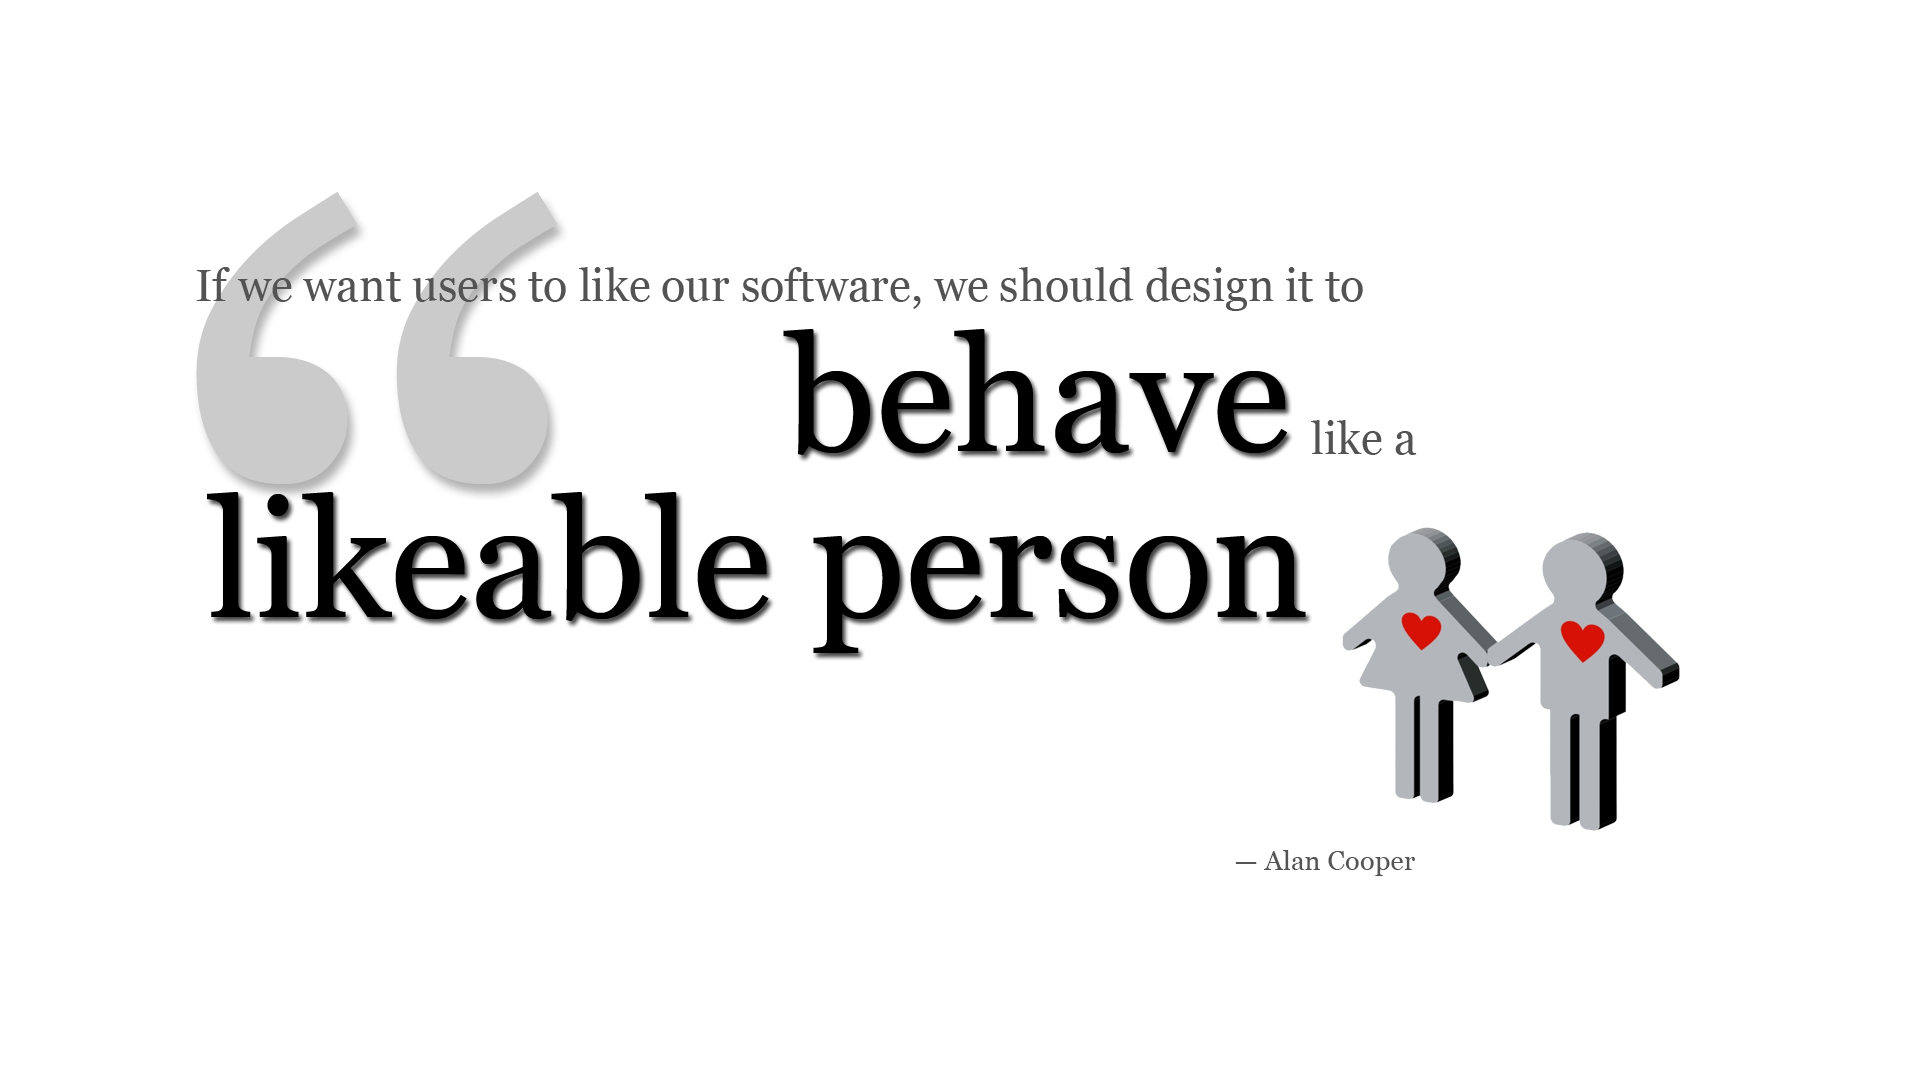 “
If we want users to like our software, we should design it to
behave like a
likeable person
— Alan Cooper